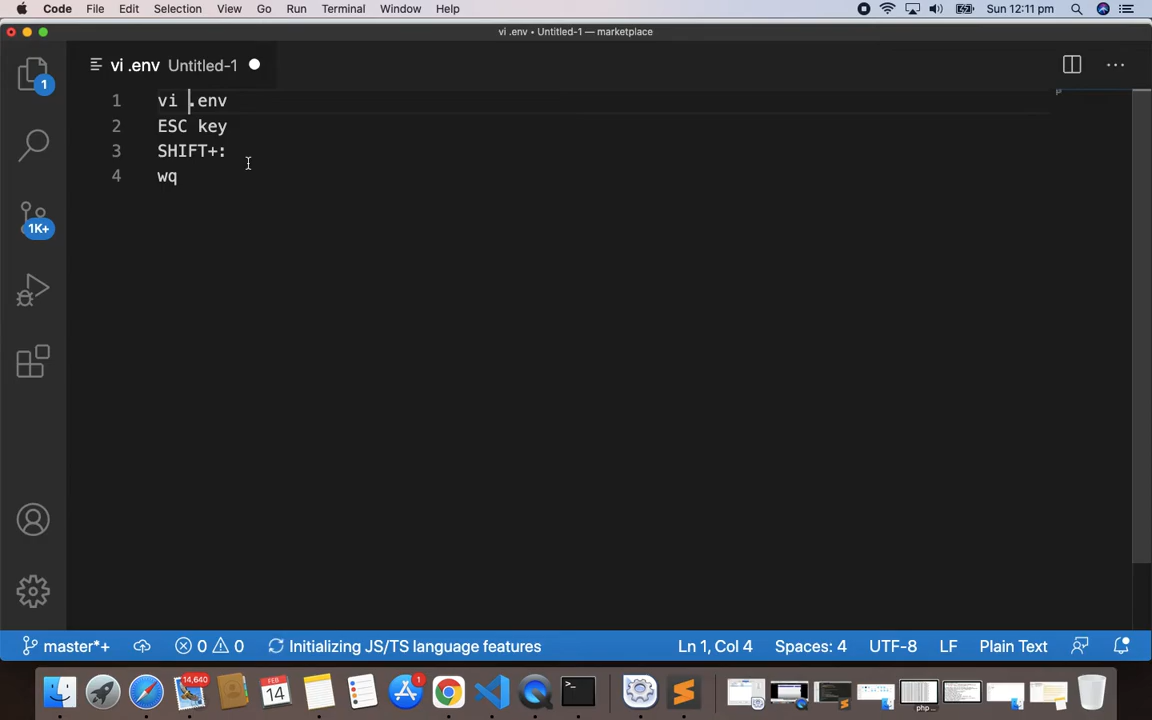 Code File Edit Selection View Go Run Terminal Window Help Sun 12:11 pm
vi .env • Untitled-1 — marketplace
vi .env Untitled-1
1 vi .env
2 ESC key
3 SHIFT+:
4 wq
1
1K+
master*+ 0 0 Initializing JS/TS language features Ln 1, Col 4 Spaces: 4 UTF-8 LF Plain Text
14,640
FEB
14
1
>_
php ...